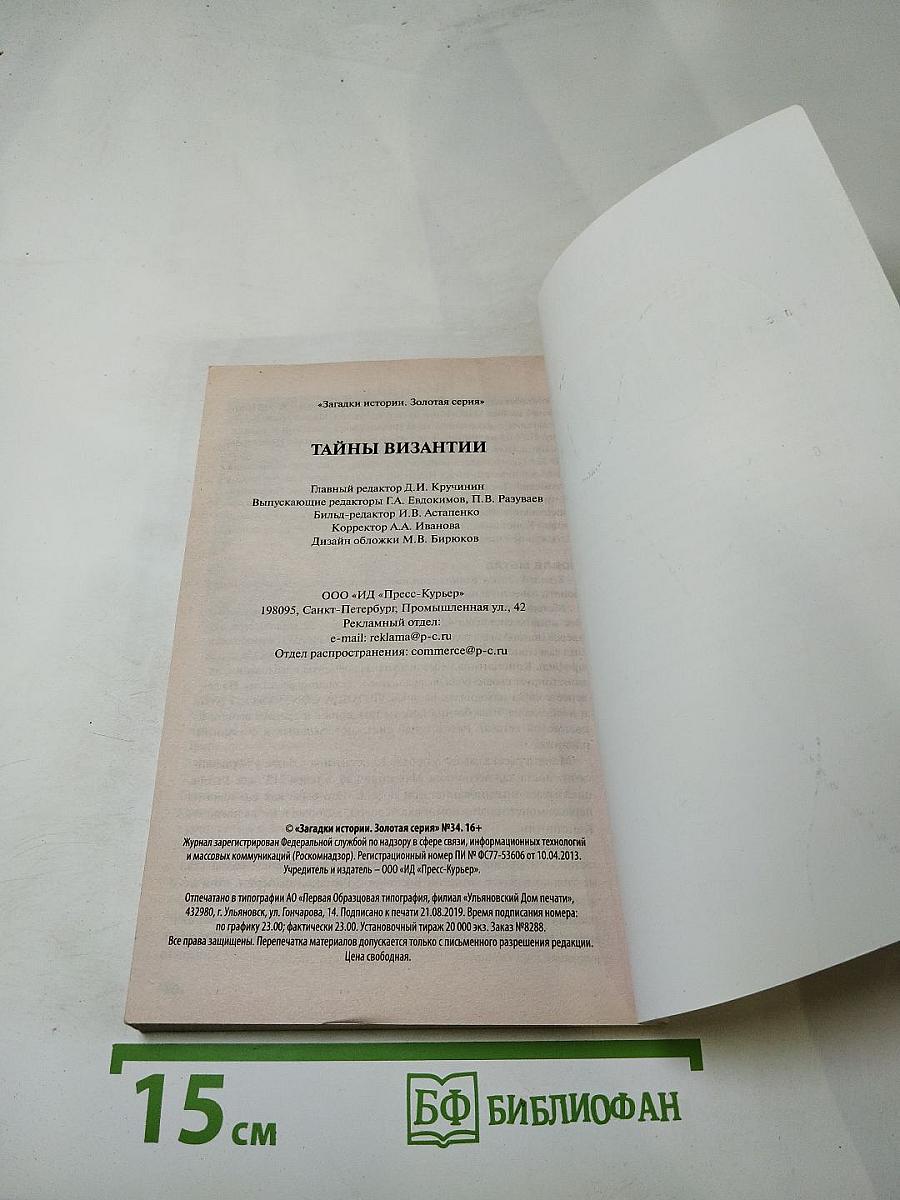 «Загадки истории. Золотая серия»
ТАЙНЫ ВИЗАНТИИ
Главный редактор Д.И. Кручинин
Выпускающие редакторы Г.А. Евдокимов, П.В. Разуваев
Бильд-редактор И.В. Астапенко
Корректор А.А. Иванова
Дизайн обложки М.В. Бирюков
ООО «ИД «Пресс-Курьер»
198095, Санкт-Петербург, Промышленная ул., 42
Рекламный отдел:
e-mail: reklama@p-c.ru
Отдел распространения: commerce@p-c.ru
© «Загадки истории. Золотая серия» №34. 16+
Журнал зарегистрирован Федеральной службой по надзору в сфере связи, информационных технологий
и массовых коммуникаций (Роскомнадзор). Регистрационный номер ПИ № ФС77-53606 от 10.04.2013.
Учредитель и издатель – ООО «ИД «Пресс-Курьер».
Отпечатано в типографии АО «Первая Образцовая типография, филиал «Ульяновский Дом печати»,
432980, г. Ульяновск, ул. Гончарова, 14. Подписано к печати 21.08.2019. Время подписания номера:
по графику 23.00; фактически 23.00. Установочный тираж 20 000 экз. Заказ №8288.
Все права защищены. Перепечатка материалов допускается только с письменного разрешения редакции.
Цена свободная.
15 см
БФ БИБЛИОФАН